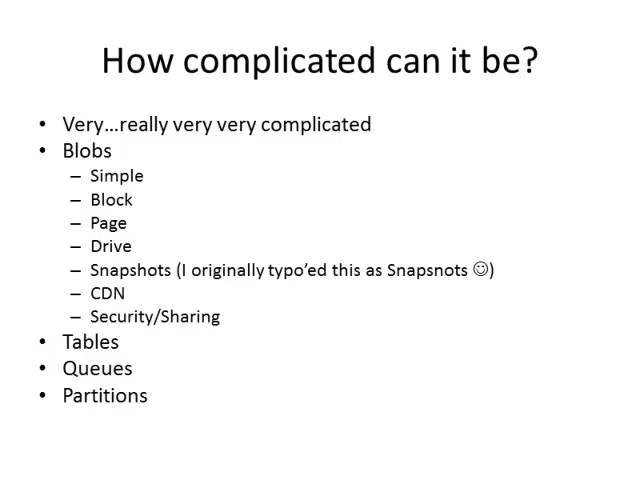 How complicated can it be?
• Very…really very very complicated
• Blobs
– Simple
– Block
– Page
– Drive
– Snapshots (I originally typo’ed this as Snapsnots ☺)
– CDN
– Security/Sharing
• Tables
• Queues
• Partitions